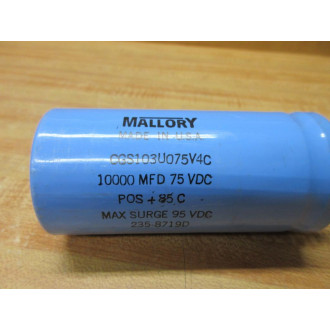 MALLORY
MADE IN U.S.A.
CGS103U075V4C
10000 MFD 75 VDC
POS +85 C
MAX SURGE 95 VDC
235-8719D